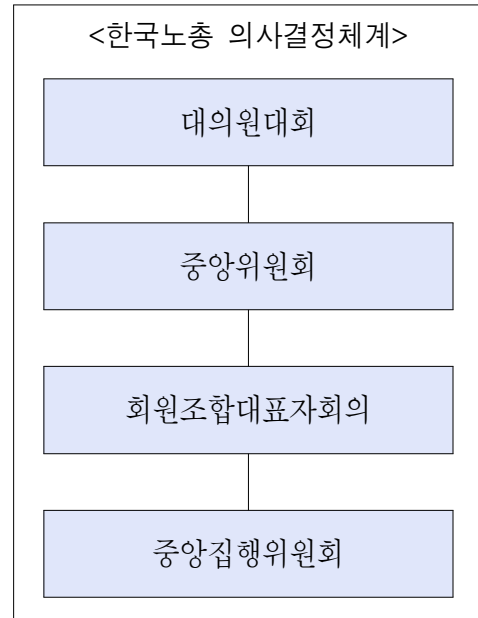 <한국노총 의사결정체계>
대의원대회
중앙위원회
회원조합대표자회의
중앙집행위원회